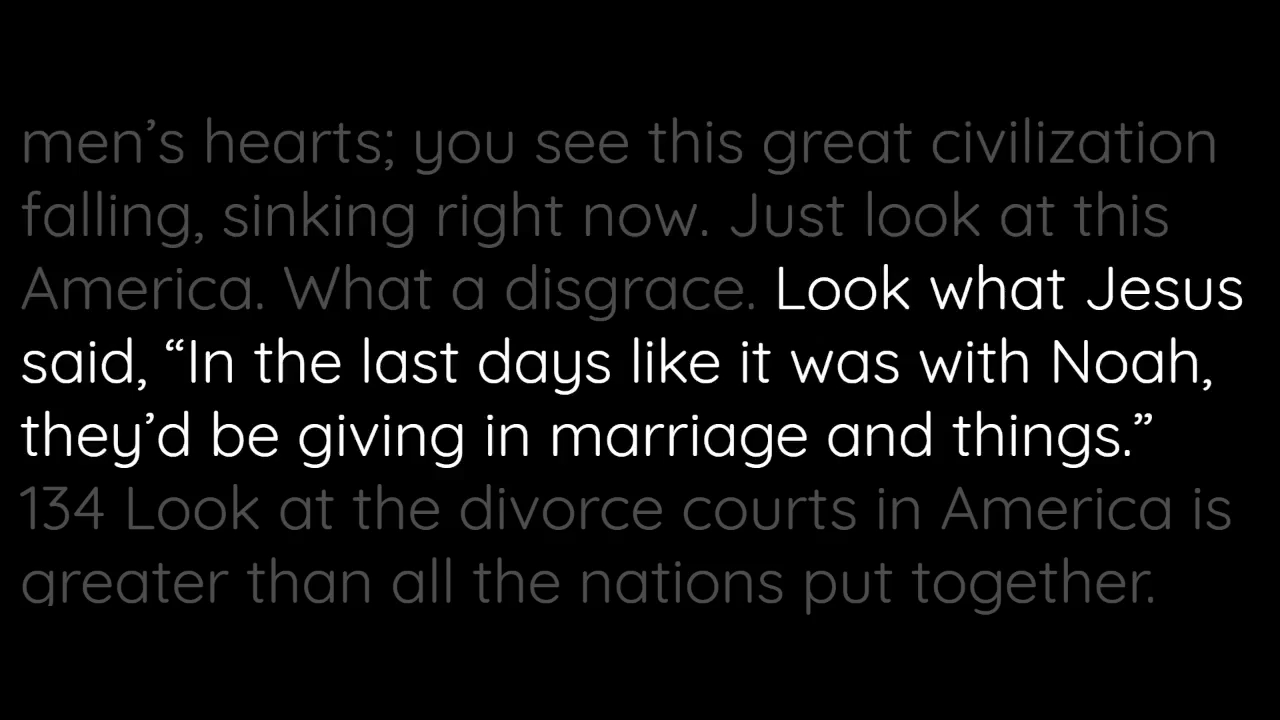 men’s hearts; you see this great civilization
falling, sinking right now. Just look at this
America. What a disgrace. Look what Jesus
said, “In the last days like it was with Noah,
they’d be giving in marriage and things.”
134 Look at the divorce courts in America is
greater than all the nations put together.